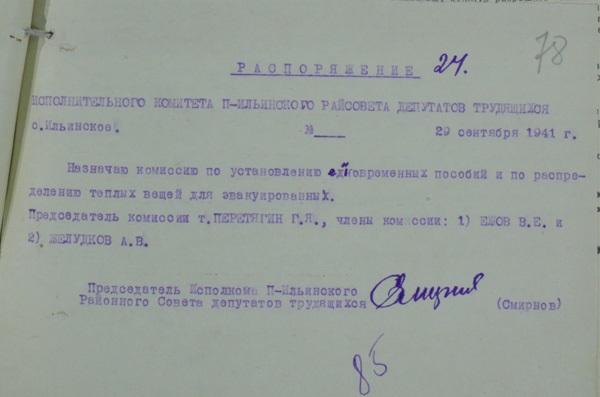 78
РАСПОРЯЖЕНИЕ 24.
ИСПОЛНИТЕЛЬНОГО КОМИТЕТА П-ИЛЬИНСКОГО РАЙСОВЕТА ДЕПУТАТОВ ТРУДЯЩИХСЯ
с.Ильинское. №____ 29 сентября 1941 г.
Назначаю комиссию по установлению единовременных пособий и по распре-
делению теплых вещей для эвакуированных.
Председатель комиссии т.ПЕРЕТЯГИН Г.Я., члены комиссии: 1) ЕЖОВ В.Е. и
2) ЖЕЛУДКОВ А.В.
Председатель Исполкома П-Ильинского
Районного Совета депутатов трудящихся (Смирнов)
85